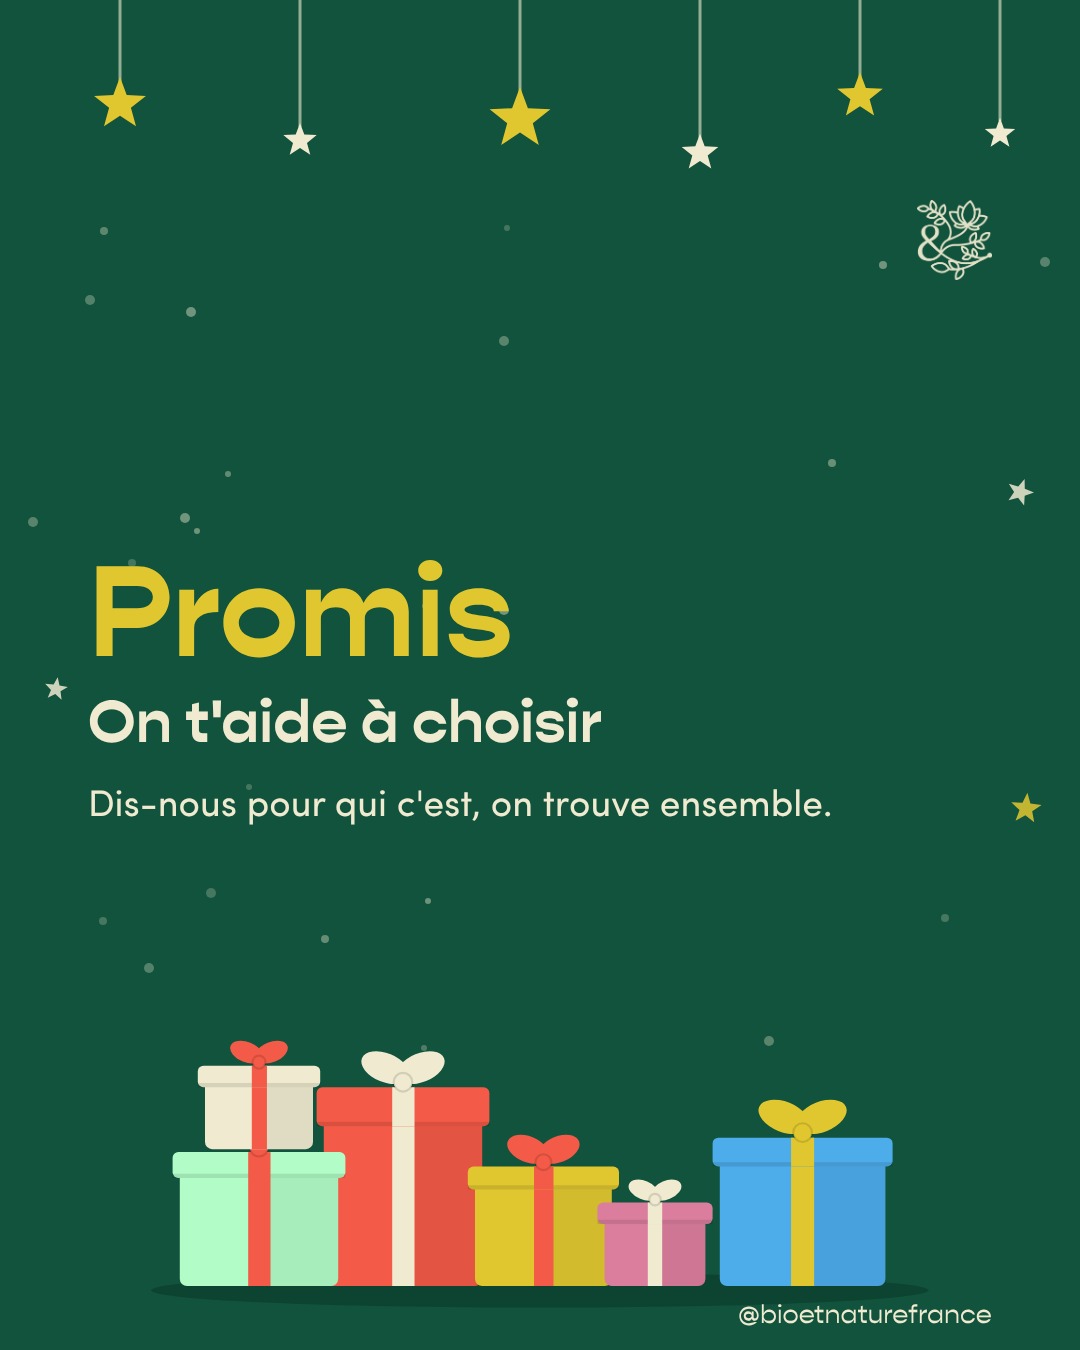 &
Promis
On t'aide à choisir
Dis-nous pour qui c'est, on trouve ensemble.
@bioetnaturefrance